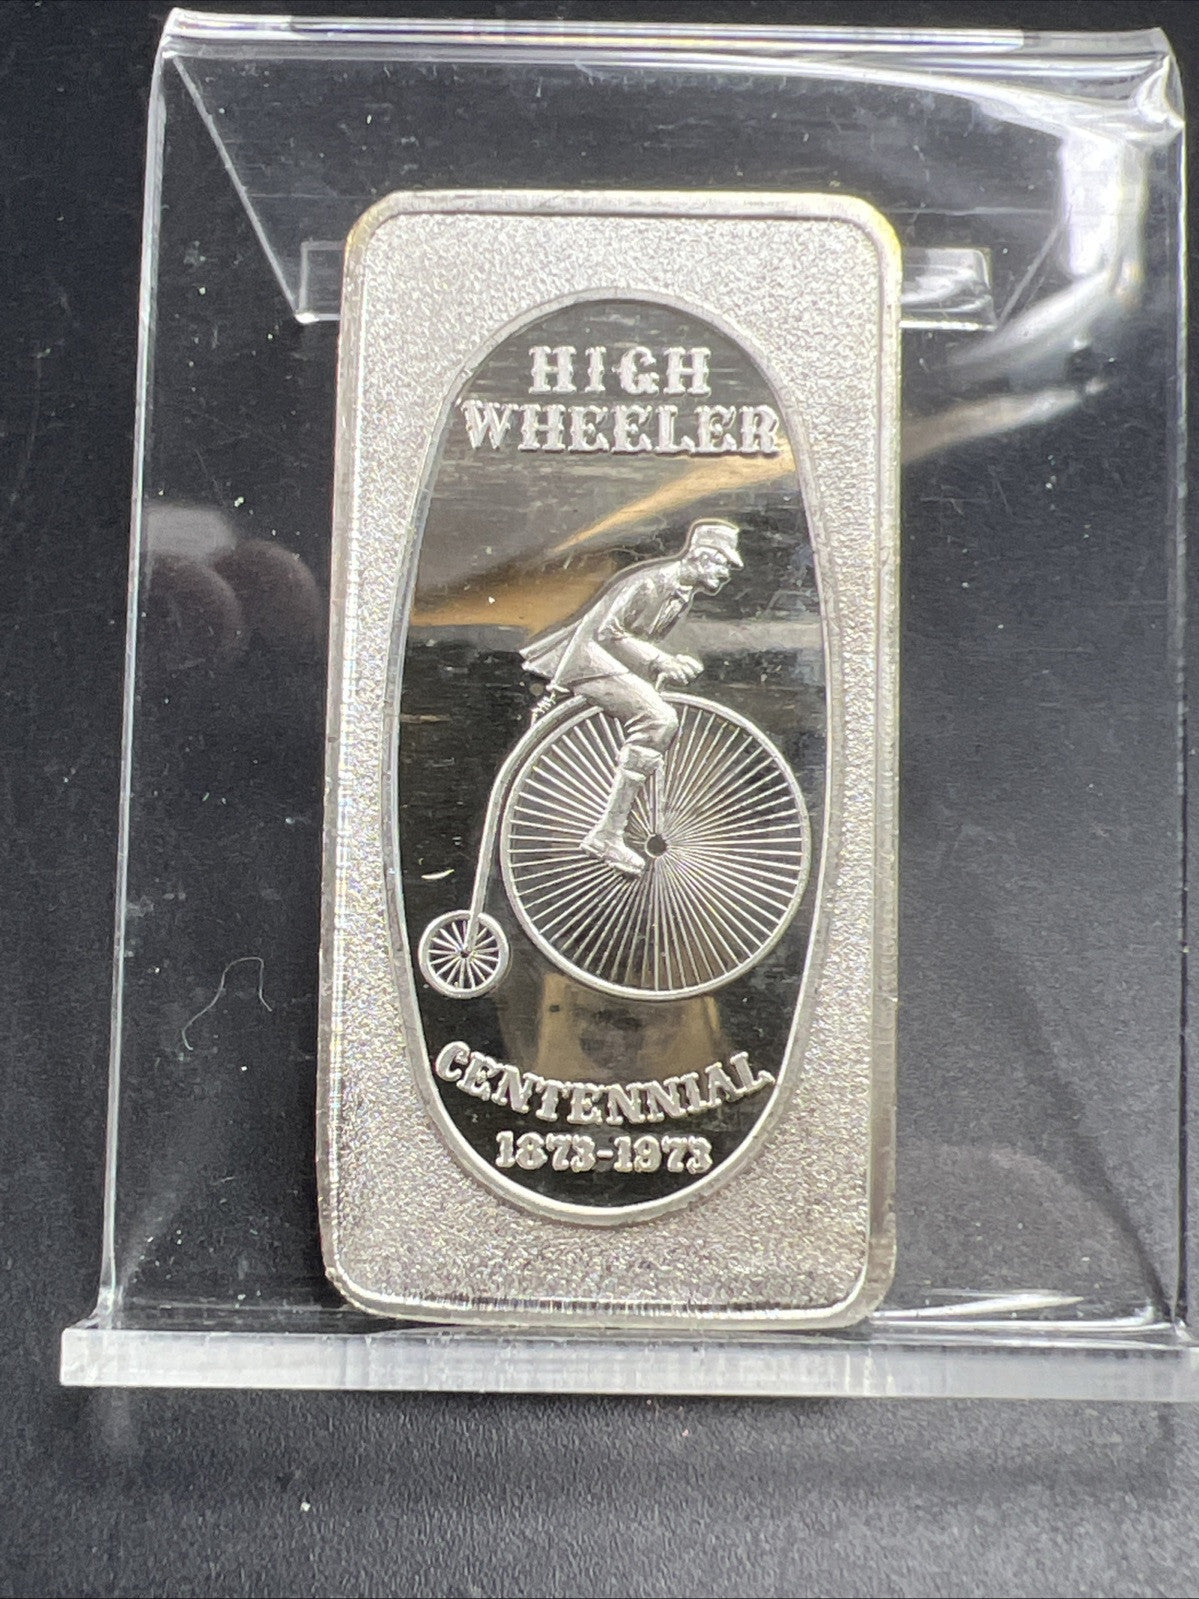 HIGH
WHEELER
CENTENNIAL
1873-1973